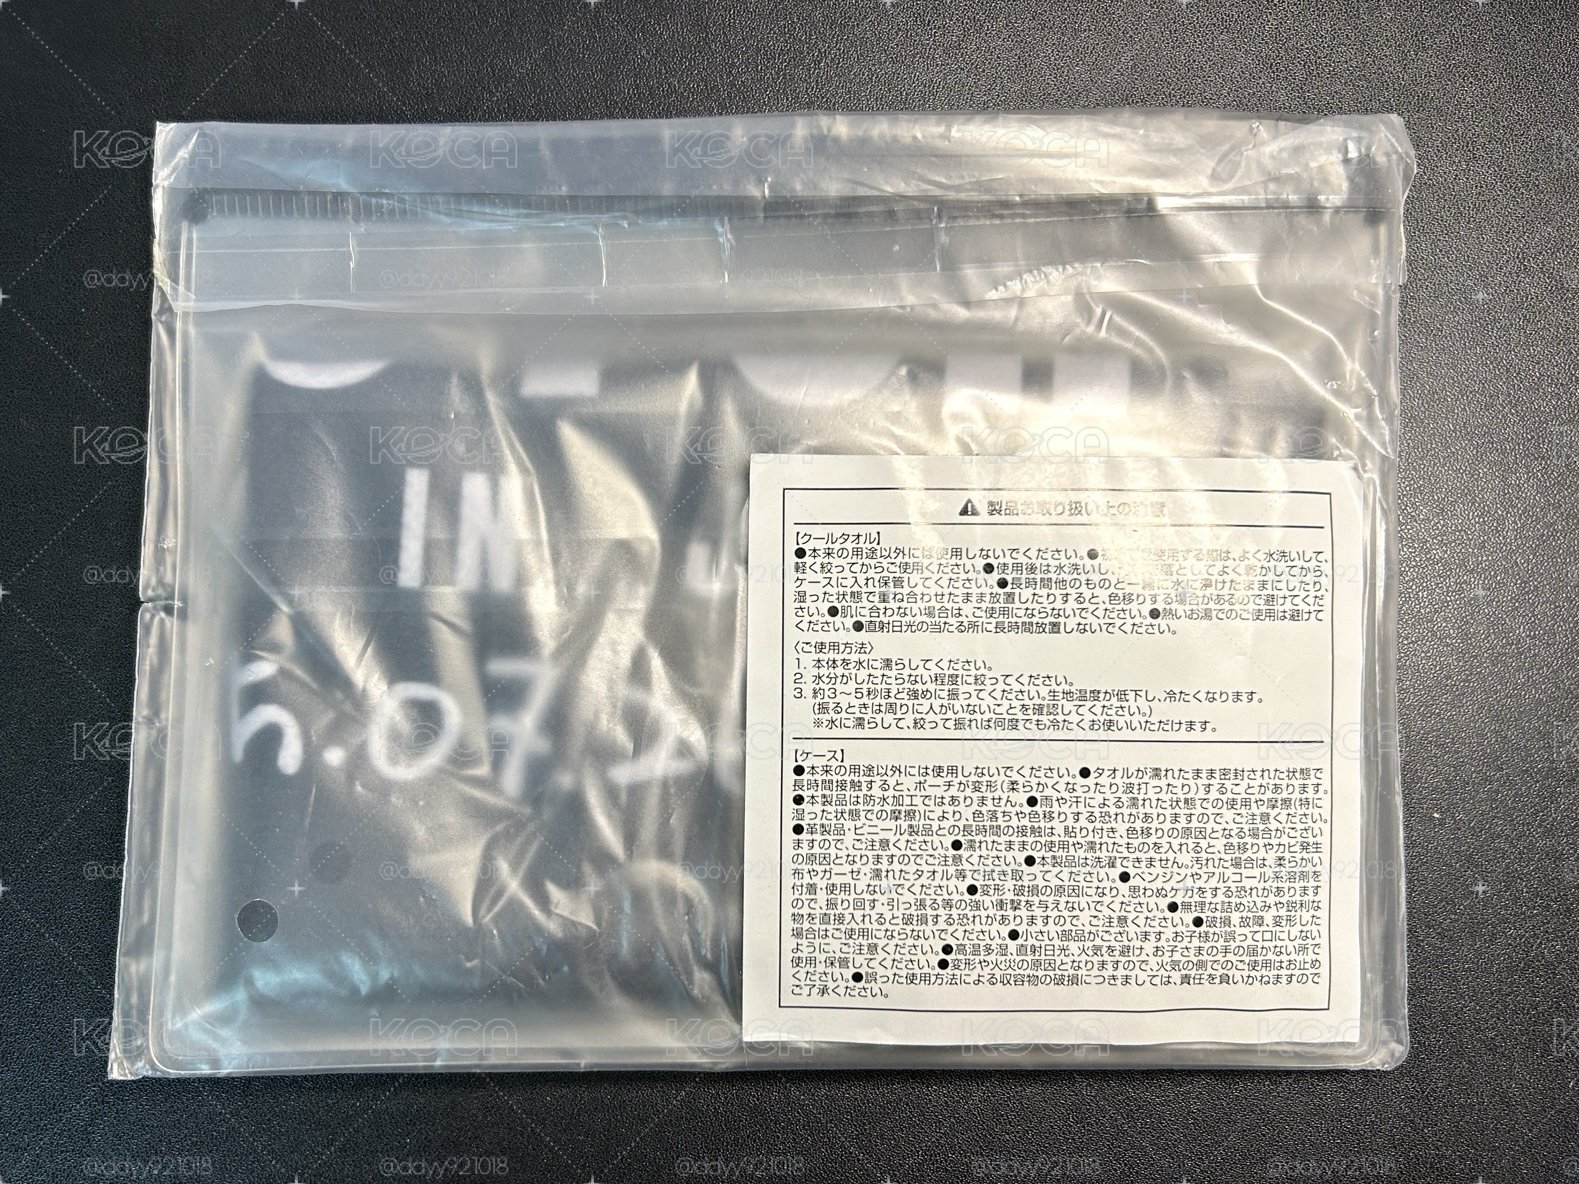 IN J
5.07.1
⚠ 製品お取り扱い上の注意
【クールタオル】
●本来の用途以外には使用しないでください。●初めてご使用する際は、よく水洗いして、
軽く絞ってからご使用ください。●使用後は水洗いし、としてよく乾かしてから、
ケースに入れ保管してください。●長時間他のものと一緒に水に浸けたままにしたり、
湿った状態で重ね合わせたまま放置したりすると、色移りする場合があるので避けてくだ
さい。●肌に合わない場合は、ご使用にならないでください。●熱いお湯でのご使用は避けて
ください。●直射日光の当たる所に長時間放置しないでください。
〈ご使用方法〉
1. 本体を水に濡らしてください。
2. 水分がしたたらない程度に絞ってください。
3. 約3～5秒ほど強めに振ってください。生地温度が低下し、冷たくなります。
(振るときは周りに人がいないことを確認してください。)
※水に濡らして、絞って振れば何度でも冷たくお使いいただけます。
【ケース】
●本来の用途以外には使用しないでください。●タオルが濡れたまま密封された状態で
長時間接触すると、ポーチが変形(柔らかくなったり波打ったり)することがあります。
●本製品は防水加工ではありません。●雨や汗による濡れた状態での使用や摩擦(特に
湿った状態での摩擦)により、色落ちや色移りする恐れがありますので、ご注意ください。
●革製品・ビニール製品との長時間の接触は、貼り付き、色移りの原因となる場合がござい
ますので、ご注意ください。●濡れたままの使用や濡れたものを入れると、色移りやカビ発生
の原因となりますのでご注意ください。●本製品は洗濯できません。汚れた場合は、柔らかい
布やガーゼ・濡れたタオル等で拭き取ってください。●ベンジンやアルコール系溶剤を
付着・使用しないでください。●変形・破損の原因になり、思わぬケガをする恐れがあります
ので、振り回す・引っ張る等の強い衝撃を与えないでください。●無理な詰め込みや鋭利な
物を直接入れると破損する恐れがありますので、ご注意ください。●破損、故障、変形した
場合はご使用にならないでください。●小さい部品がございます。お子様が誤って口にしない
ように、ご注意ください。●高温多湿、直射日光、火気を避け、お子さまの手の届かない所で
使用・保管してください。●変形や火災の原因となりますので、火気の側でのご使用はお止め
ください。●誤った使用方法による収容物の破損につきましては、責任を負いかねますので
ご了承ください。
KOCA
@ddyy921018